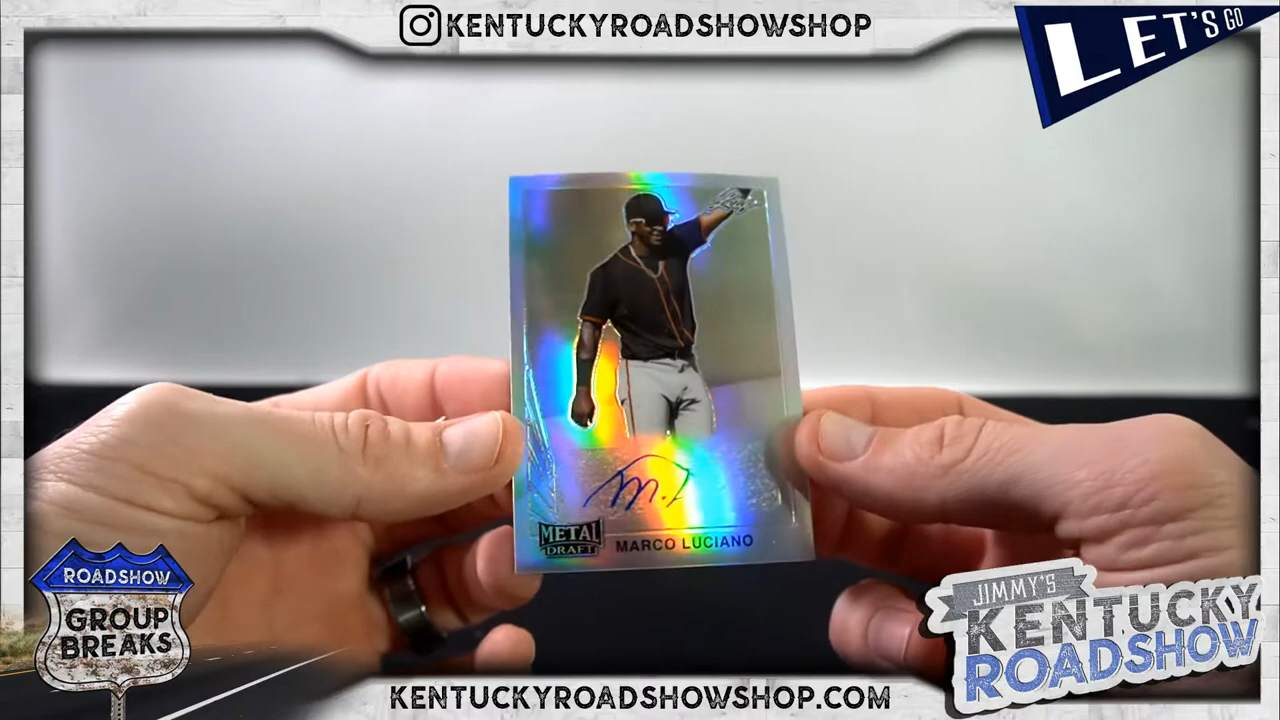 KENTUCKYROADSHOWSHOP
LET'S GO
METAL
DRAFT
MARCO LUCIANO
ROADSHOW
GROUP
BREAKS
JIMMY'S
KENTUCKY
ROADSHOW
KENTUCKYROADSHOWSHOP.COM